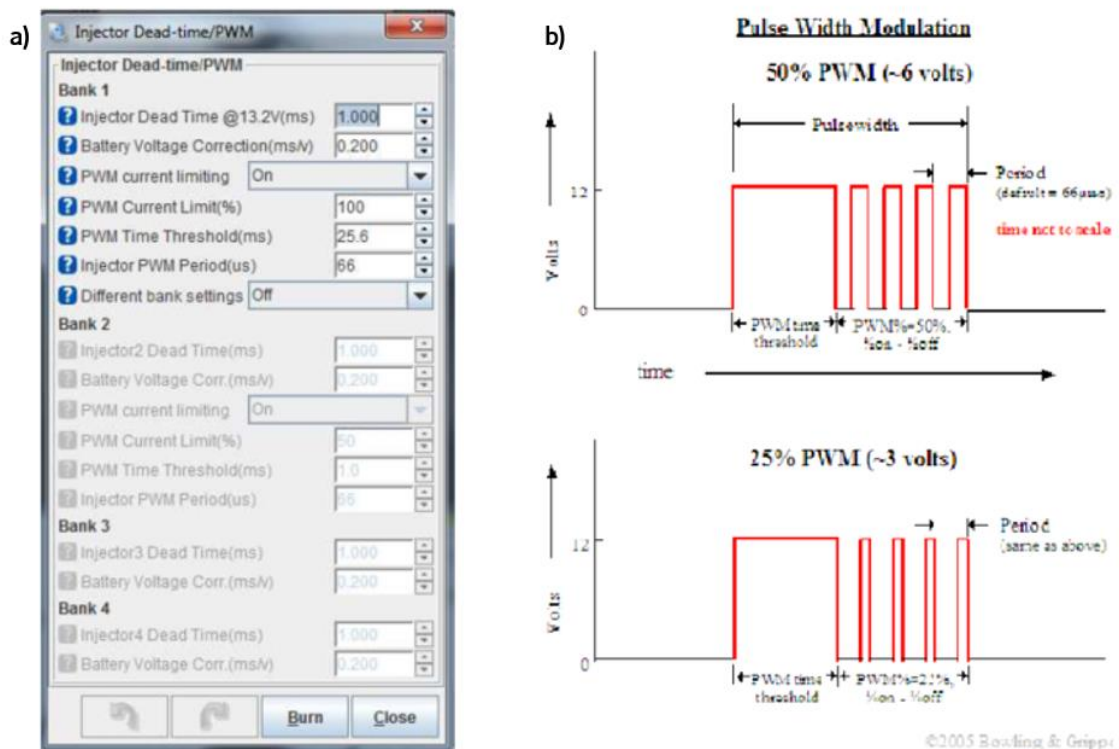 a)
Injector Dead-time/PWM
Injector Dead-time/PWM
Bank 1
Injector Dead Time @13.2V(ms) 1.000
Battery Voltage Correction(ms/v) 0.200
PWM current limiting On
PWM Current Limit(%) 100
PWM Time Threshold(ms) 25.6
Injector PWM Period(us) 66
Different bank settings Off
Bank 2
Injector2 Dead Time(ms) 1.000
Battery Voltage Corr.(ms/v) 0.200
PWM current limiting On
PWM Current Limit(%) 50
PWM Time Threshold(ms) 1.0
Injector PWM Period(us) 66
Bank 3
Injector3 Dead Time(ms) 1.000
Battery Voltage Corr.(ms/v) 0.200
Bank 4
Injector4 Dead Time(ms) 1.000
Battery Voltage Corr.(ms/v) 0.200
Burn Close
b)
Pulse Width Modulation
50% PWM (~6 volts)
Pulsewidth
Period
(default = 66
time not to scale
12
Volts
0
PWM time
threshold
PWM%=50%,
on - off
time
25% PWM (~3 volts)
Period
(same as above)
12
Volts
0
PWM time
threshold
PWM%=25%,
on - off
©2005 Bowling & Grippo